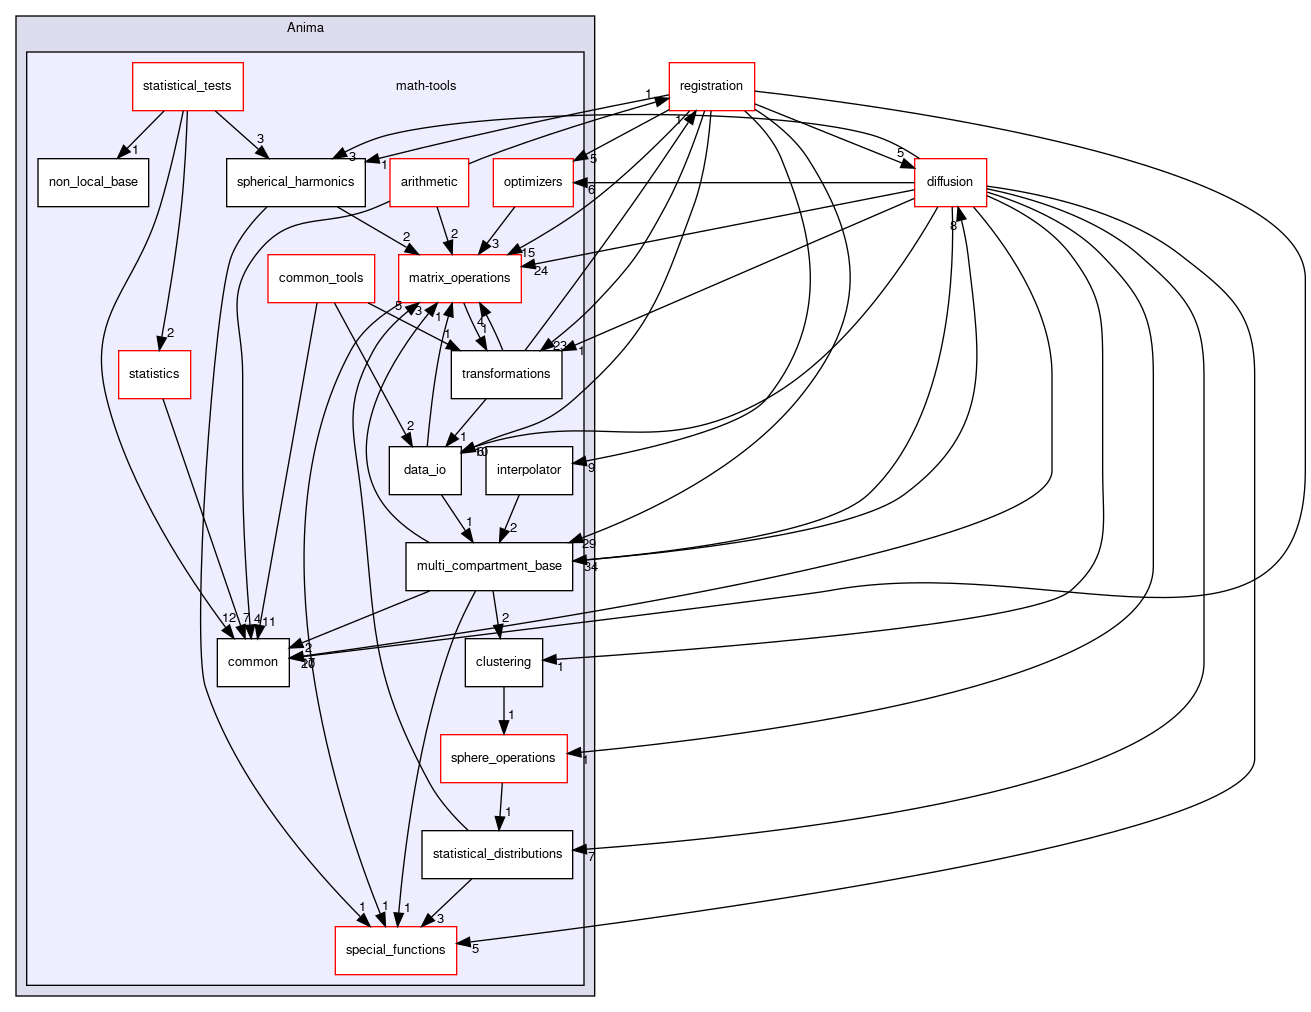 Anima
math-tools
statistical_tests
registration
1
1
3
1
5
non_local_base
spherical_harmonics
3
1
arithmetic
optimizers
5
6
diffusion
8
2
2
3
common_tools
matrix_operations
15
24
5
3
1
4
1
1
23
1
2
statistics
transformations
2
1
data_io
interpolator
9
1
2
29
multi_compartment_base
34
12
7
4
11
2
2
common
clustering
1
1
sphere_operations
1
1
statistical_distributions
7
1
1
1
3
special_functions
5